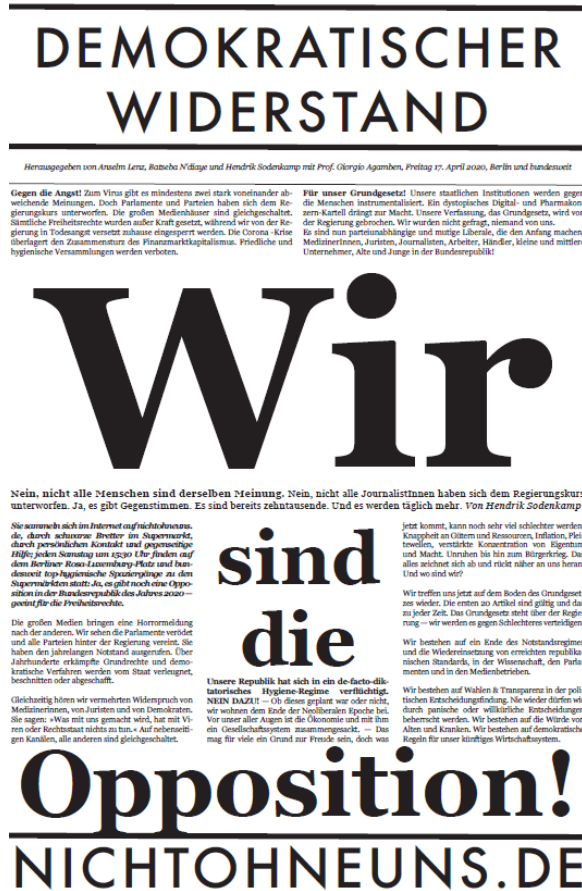 DEMOKRATISCHER
WIDERSTAND
Herausgegeben von Anselm Lenz, Batseba N'diaye und Hendrik Sodenkamp mit Prof. Giorgio Agamben, Freitag 17. April 2020, Berlin und bundesweit
Gegen die Angst! Zum Virus gibt es mindestens zwei stark voneinander ab-
weichende Meinungen. Doch Parlamente und Parteien haben sich dem Re-
gierungskurs unterworfen. Die großen Medienhäuser sind gleichgeschaltet.
Sämtliche Freiheitsrechte wurden außer Kraft gesetzt, während wir von der Re-
gierung in Todesangst versetzt zuhause eingesperrt werden. Die Corona -Krise
überlagert den Zusammensturz des Finanzmarktkapitalismus. Friedliche und
hygienische Versammlungen werden verboten.
Für unser Grundgesetz! Unsere staatlichen Institutionen werden gegen
die Menschen instrumentalisiert. Ein dystopisches Digital- und Pharmakon-
zern-Kartell drängt zur Macht. Unsere Verfassung, das Grundgesetz, wird von
der Regierung gebrochen. Wir wurden nicht gefragt, niemand von uns.
Es sind nun parteiunabhängige und mutige Liberale, die den Anfang machen:
MedizinerInnen, Juristen, Journalisten, Arbeiter, Händler, kleine und mittlere
Unternehmer, Alte und Junge in der Bundesrepublik!
Wir
Nein, nicht alle Menschen sind derselben Meinung. Nein, nicht alle JournalistInnen haben sich dem Regierungskurs
unterworfen. Ja, es gibt Gegenstimmen. Es sind bereits zehntausende. Und es werden täglich mehr. Von Hendrik Sodenkamp
Sie sammeln sich im Internet auf nichtohneuns.
de, durch schwarze Bretter im Supermarkt,
durch persönlichen Kontakt und gegenseitige
Hilfe; jeden Samstag um 15:30 Uhr finden auf
dem Berliner Rosa-Luxemburg-Platz und bun-
desweit top-hygienische Spaziergänge zu den
Supermärkten statt: Ja, es gibt noch eine Oppo-
sition in der Bundesrepublik des Jahres 2020 —
geeint für die Freiheitsrechte.
Die großen Medien bringen eine Horrormeldung
nach der anderen. Wir sehen die Parlamente verödet
und alle Parteien hinter der Regierung vereint. Sie
haben den jahrelangen Notstand ausgerufen. Über
Jahrhunderte erkämpfte Grundrechte und demo-
kratische Verfahren werden vom Staat verleugnet,
beschnitten oder abgeschafft.
Gleichzeitig hören wir vermehrten Widerspruch von
Medizinerinnen, von Juristen und von Demokraten.
Sie sagen: »Was mit uns gemacht wird, hat mit Vi-
ren oder Rechtsstaat nichts zu tun.« Auf nebenseiti-
gen Kanälen, alle anderen sind gleichgeschaltet.
sind
die
Unsere Republik hat sich in ein de-facto-dik-
tatorisches Hygiene-Regime verflüchtigt.
NEIN DAZU! — Ob dieses geplant war oder nicht,
wir wohnen dem Ende der Neoliberalen Epoche bei.
Vor unser aller Augen ist die Ökonomie und mit ihm
ein Gesellschaftssystem zusammengesackt. — Das
mag für viele ein Grund zur Freude sein, doch was
jetzt kommt, kann noch sehr viel schlechter werden:
Knappheit an Gütern und Ressourcen, Inflation, Plei-
tewellen, verstärkte Konzentration von Eigentum
und Macht. Unruhen bis hin zum Bürgerkrieg. Das
alles zeichnet sich ab und rückt näher an uns heran.
Und wo sind wir?
Wir treffen uns jetzt auf dem Boden des Grundgeset-
zes wieder. Die ersten 20 Artikel sind gültig und das
zu jeder Zeit. Das Grundgesetz steht über der Regie-
rung — wir werden es gegen Schlechteres verteidigen.
Wir bestehen auf ein Ende des Notstandsregimes
und die Wiedereinsetzung von erreichten republika-
nischen Standards, in der Wissenschaft, den Parla-
menten und in den Medienbetrieben.
Wir bestehen auf Wahlen & Transparenz in der poli-
tischen Entscheidungsfindung. Nie wieder dürfen wir
durch panische oder willkürliche Entscheidungen
beherrscht werden. Wir bestehen auf die Würde von
Alten und Kranken. Wir bestehen auf demokratische
Regeln für unser künftiges Wirtschaftssystem.
Opposition!
NICHTOHNEUNS.DE